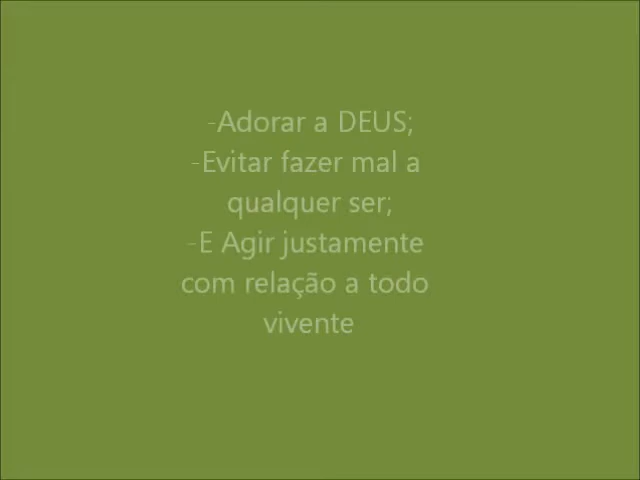 -Adorar a DEUS;
-Evitar fazer mal a
qualquer ser;
-E Agir justamente
com relação a todo
vivente